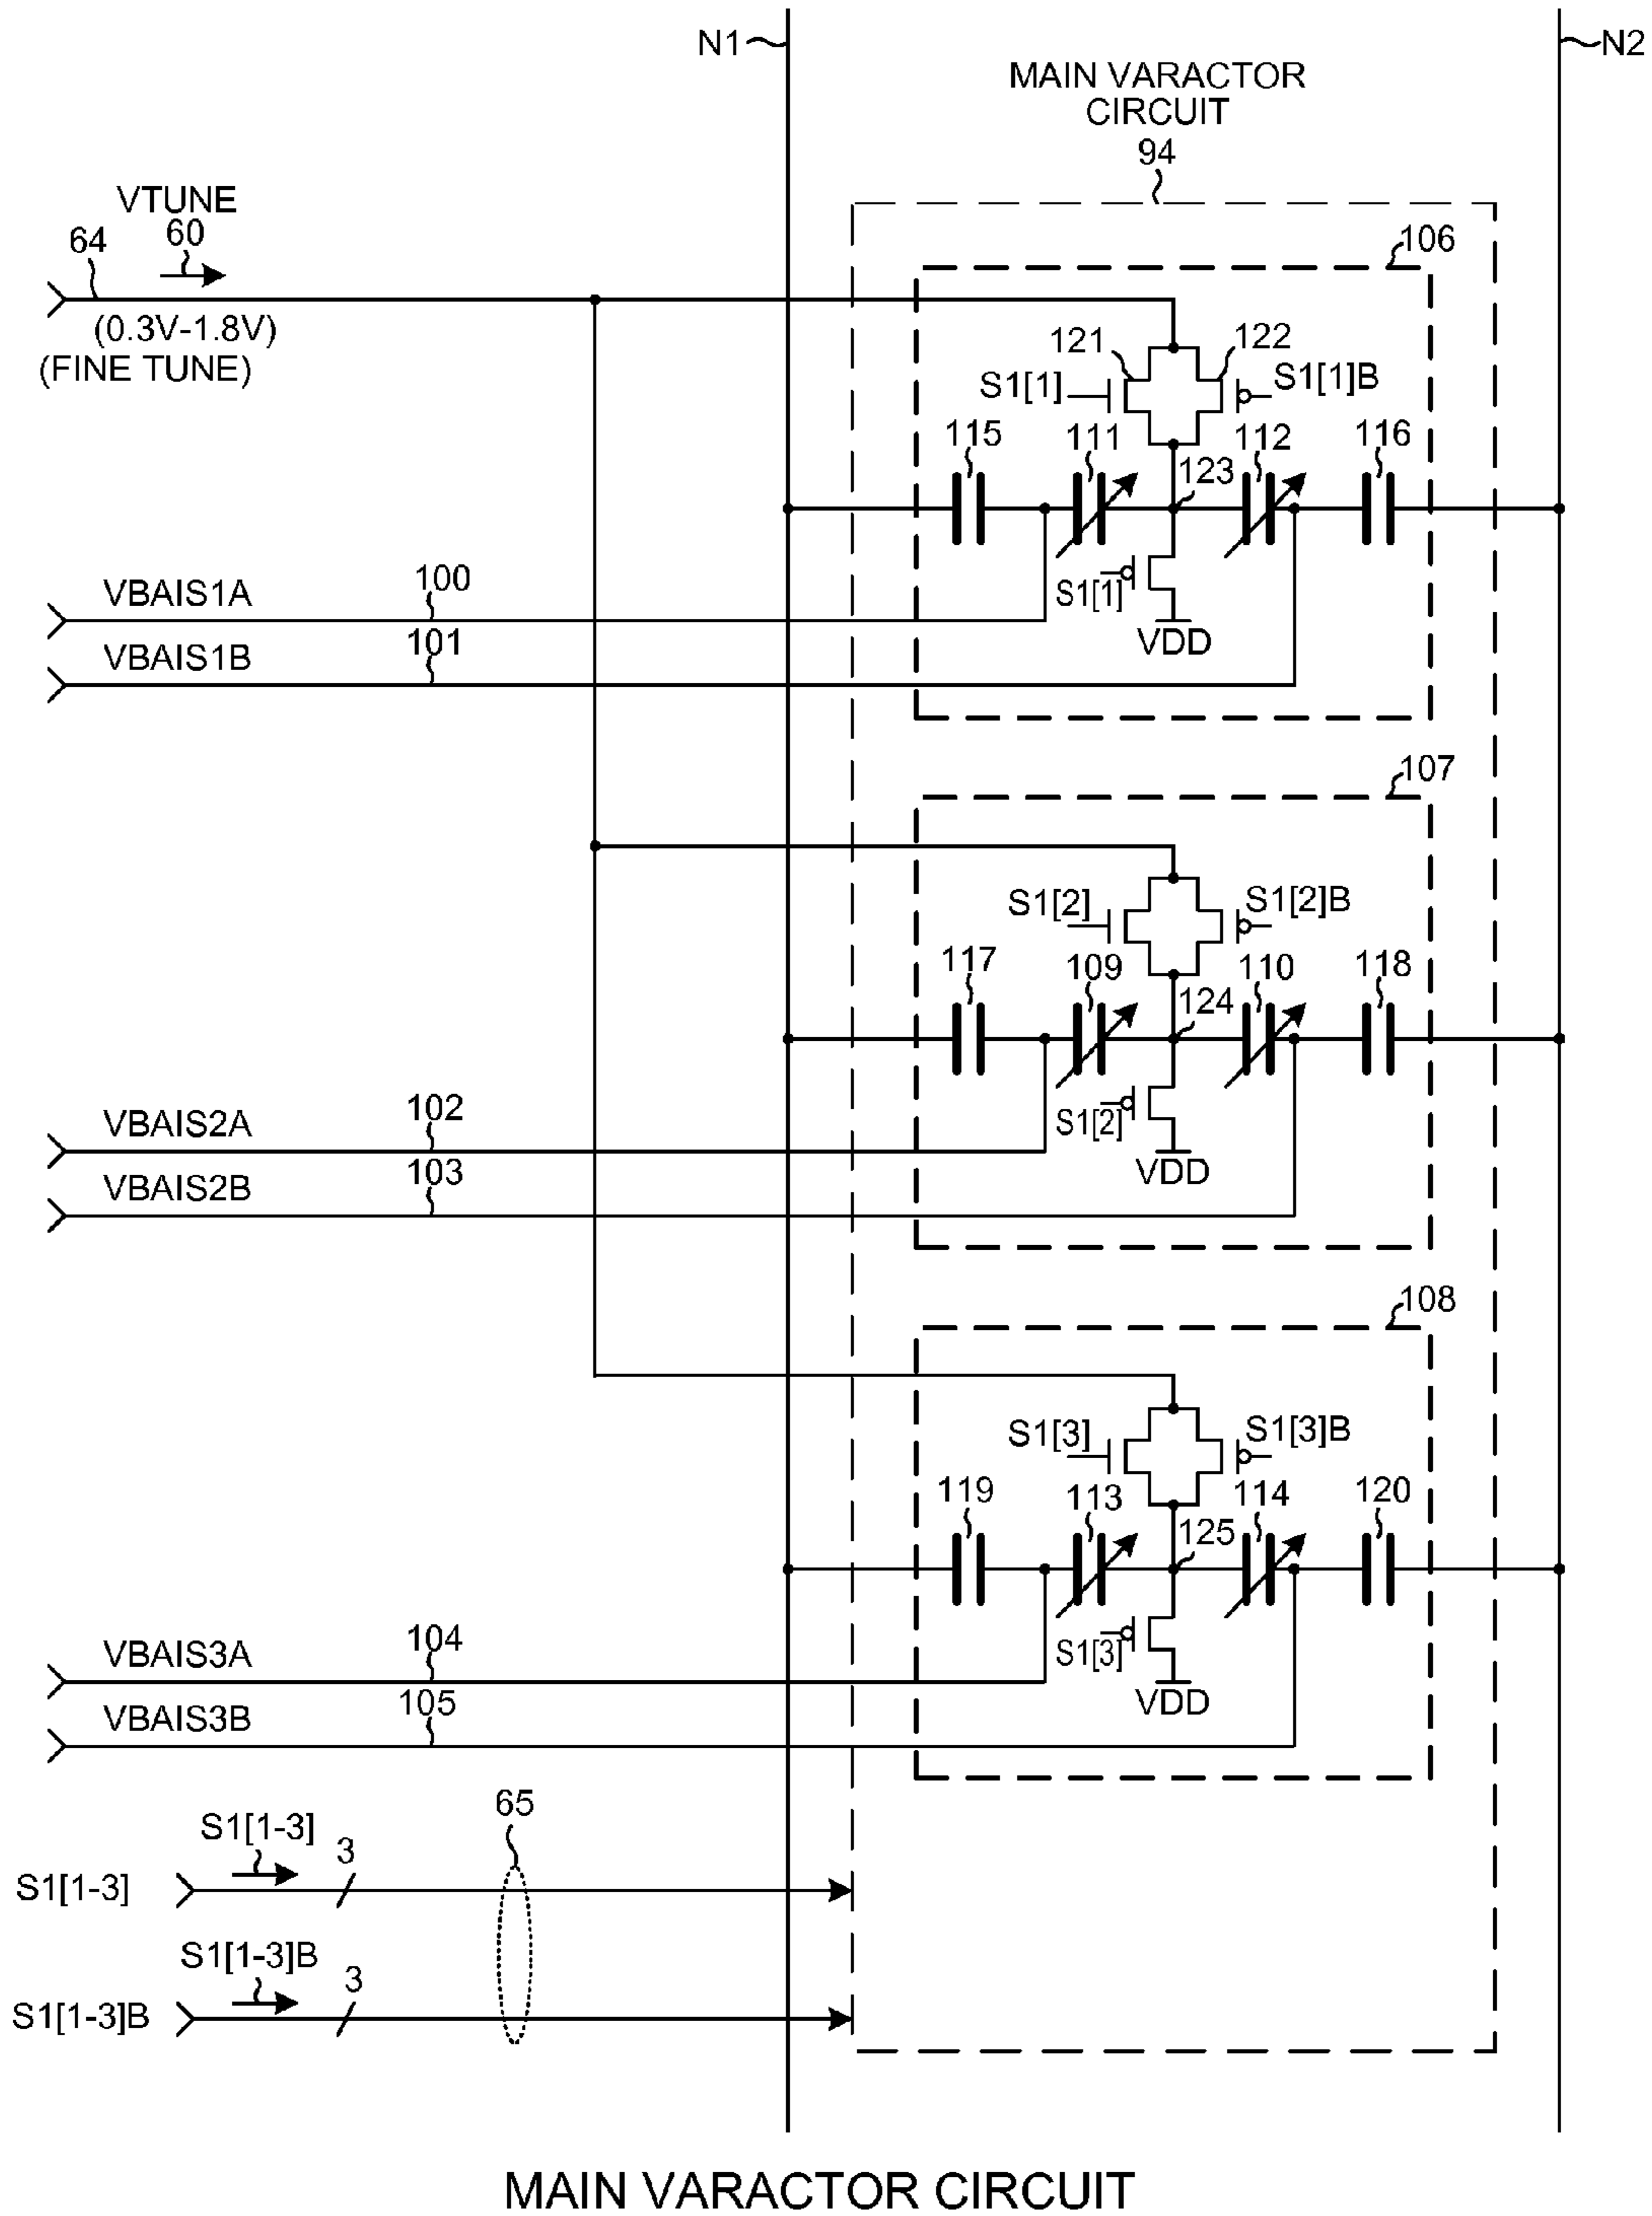 N1
N2
MAIN VARACTOR
CIRCUIT
94
VTUNE
60
64
(0.3V-1.8V)
(FINE TUNE)
106
121
122
S1[1]
S1[1]B
115
111
112
116
123
S1[1]
VDD
VBAIS1A
100
VBAIS1B
101
107
S1[2]
S1[2]B
117
109
110
118
124
S1[2]
VDD
VBAIS2A
102
VBAIS2B
103
108
S1[3]
S1[3]B
119
113
114
120
125
S1[3]
VDD
VBAIS3A
104
VBAIS3B
105
65
S1[1-3]
3
S1[1-3]
S1[1-3]B
3
S1[1-3]B
MAIN VARACTOR CIRCUIT